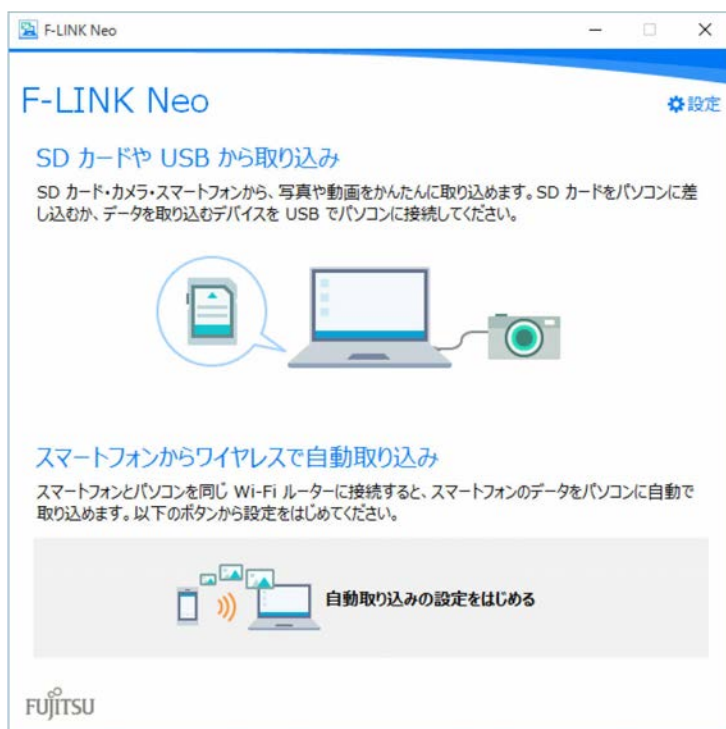 F-LINK Neo
F-LINK Neo
設定
SD カードや USB から取り込み
SD カード・カメラ・スマートフォンから、写真や動画をかんたんに取り込めます。SD カードをパソコンに差
し込むか、データを取り込むデバイスを USB でパソコンに接続してください。
スマートフォンからワイヤレスで自動取り込み
スマートフォンとパソコンを同じ Wi-Fi ルーターに接続すると、スマートフォンのデータをパソコンに自動で
取り込めます。以下のボタンから設定をはじめてください。
自動取り込みの設定をはじめる
FUJITSU